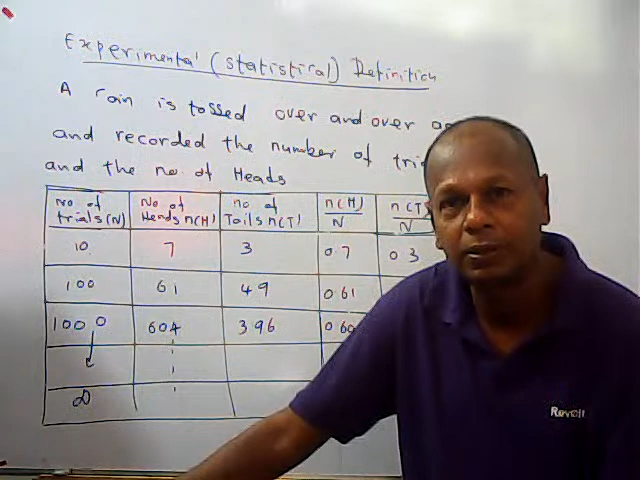 Experimental (Statistical) Definition
A coin is tossed over and over
and recorded the number of
and the no. of Heads
No of trials (N) No of Heads n(H) no of Tails n(T) n(H)/N n(T)/N
10 7 3 0.7 0.3
100 61 49 0.61
1000 604 396 0.60
∞